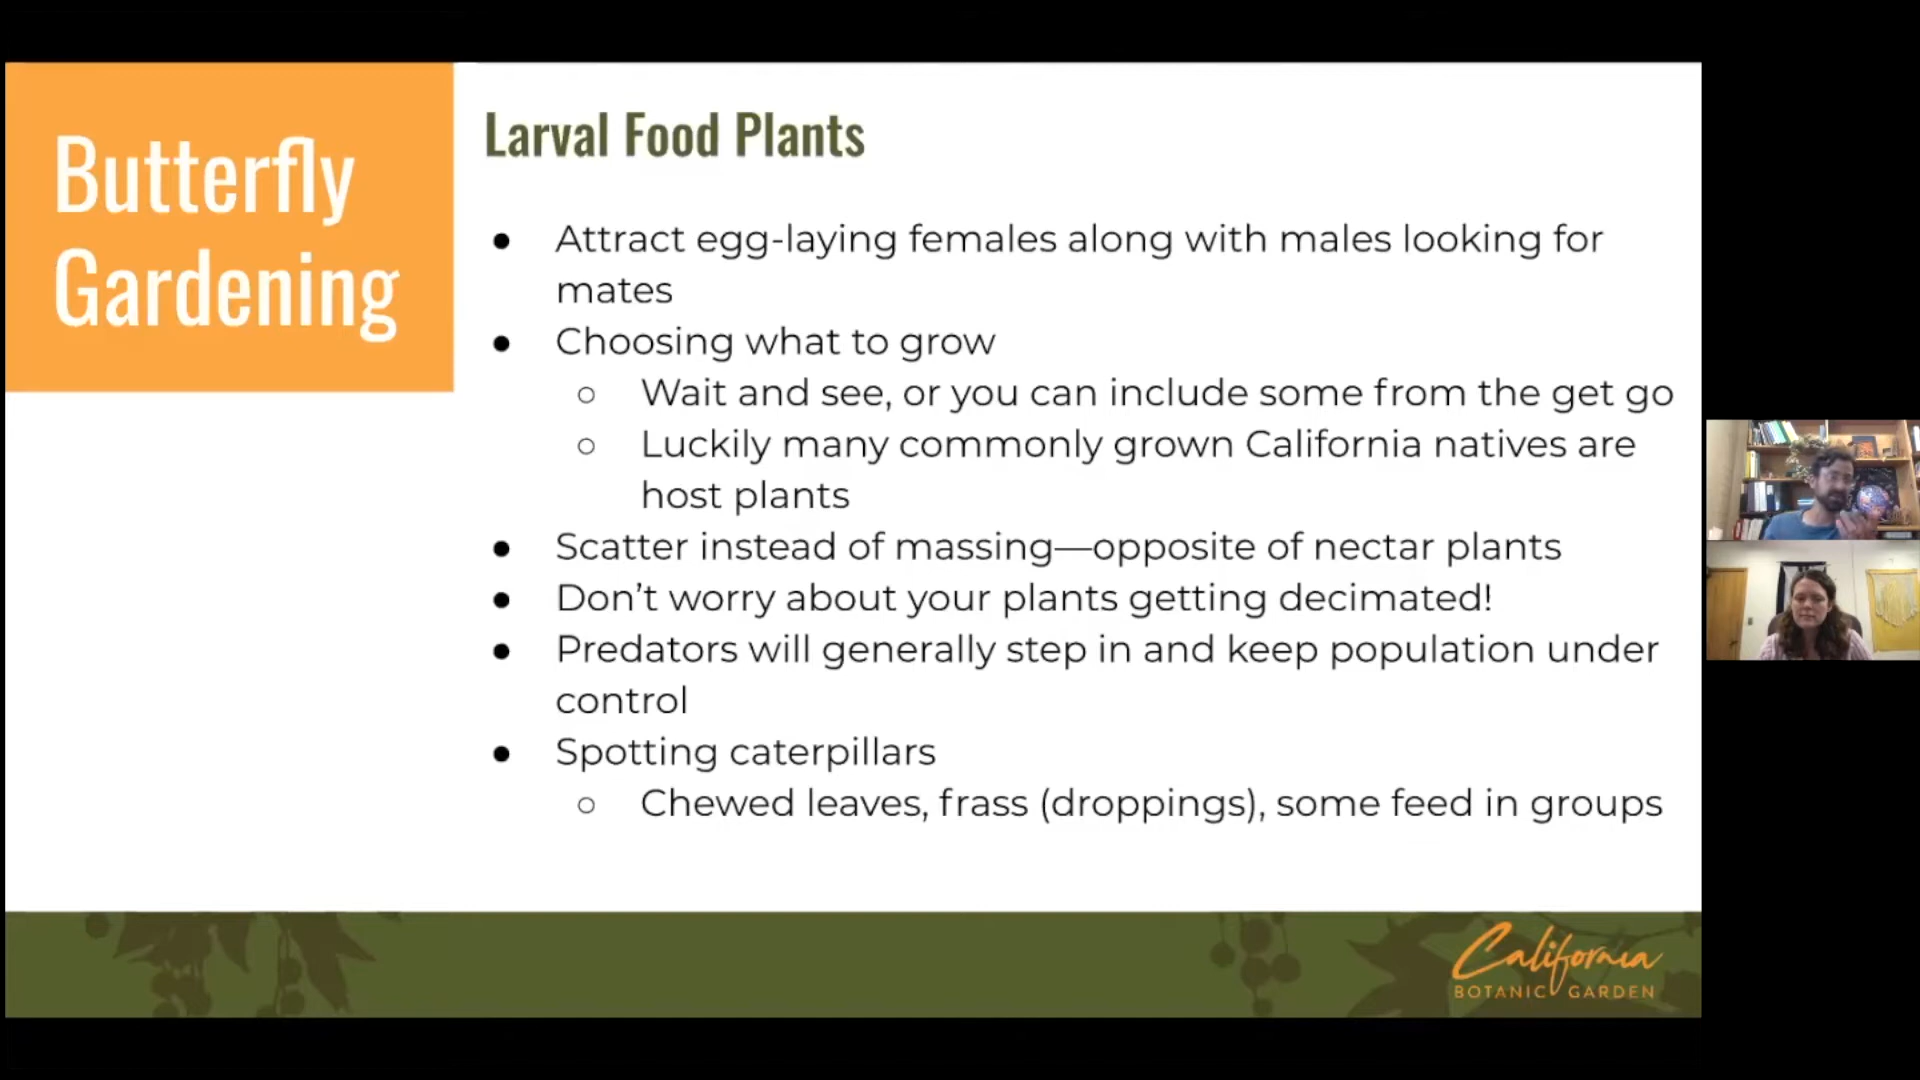 Butterfly
Gardening
Larval Food Plants
● Attract egg-laying females along with males looking for
mates
● Choosing what to grow
○ Wait and see, or you can include some from the get go
○ Luckily many commonly grown California natives are
host plants
● Scatter instead of massing—opposite of nectar plants
● Don’t worry about your plants getting decimated!
● Predators will generally step in and keep population under
control
● Spotting caterpillars
○ Chewed leaves, frass (droppings), some feed in groups
California
BOTANIC GARDEN